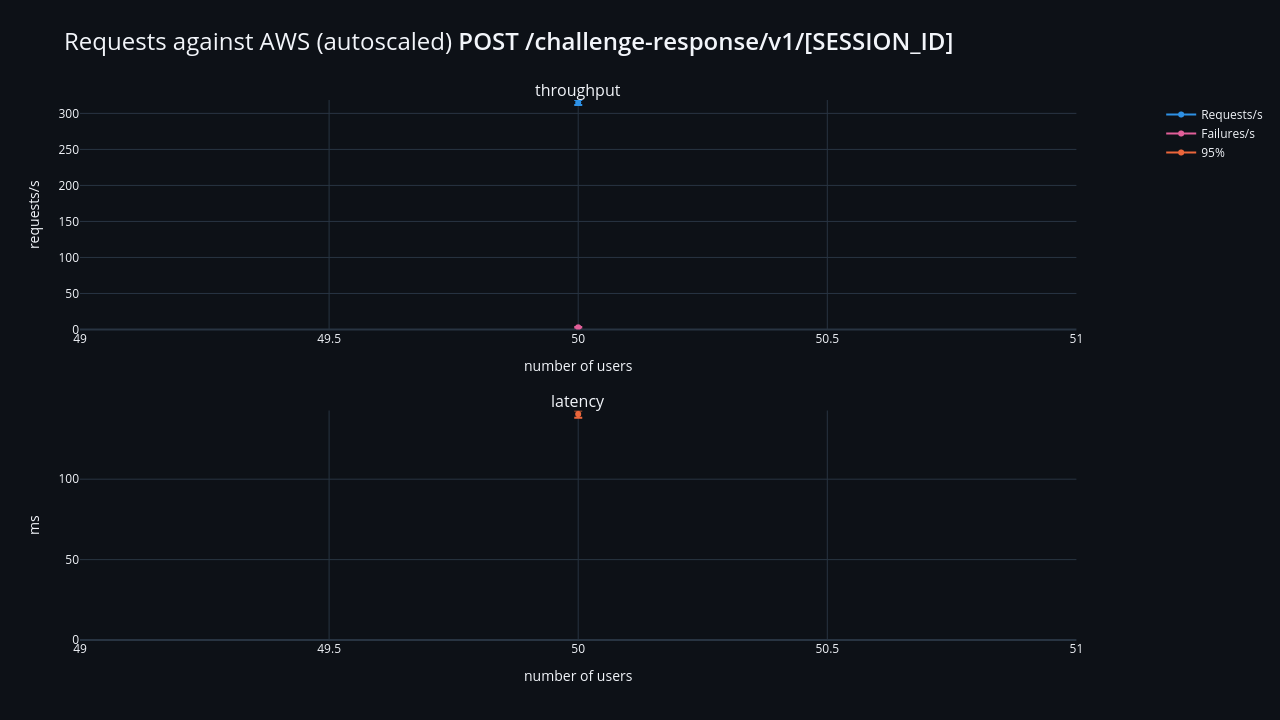 Requests against AWS (autoscaled) POST /challenge-response/v1/[SESSION_ID]
throughput
300
250
200
150
100
50
0
requests/s
49 49.5 50 50.5 51
number of users
Requests/s
Failures/s
95%
latency
100
50
0
ms
49 49.5 50 50.5 51
number of users